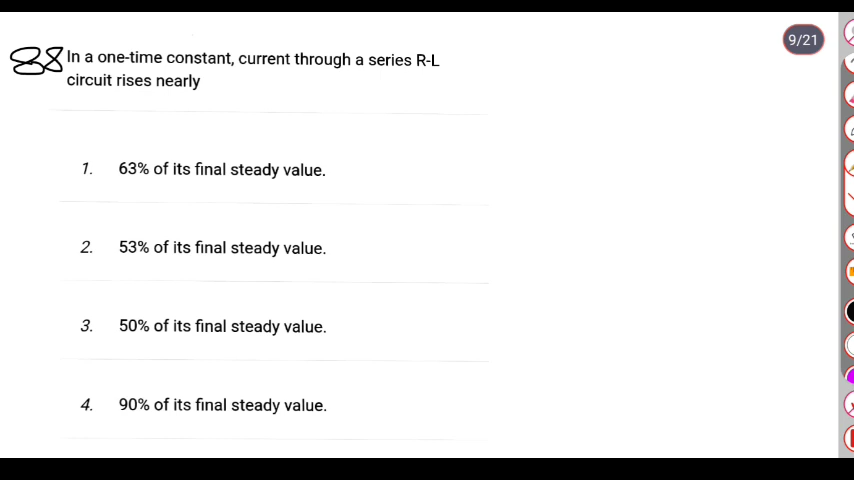 9/21
88 In a one-time constant, current through a series R-L
circuit rises nearly
1. 63% of its final steady value.
2. 53% of its final steady value.
3. 50% of its final steady value.
4. 90% of its final steady value.